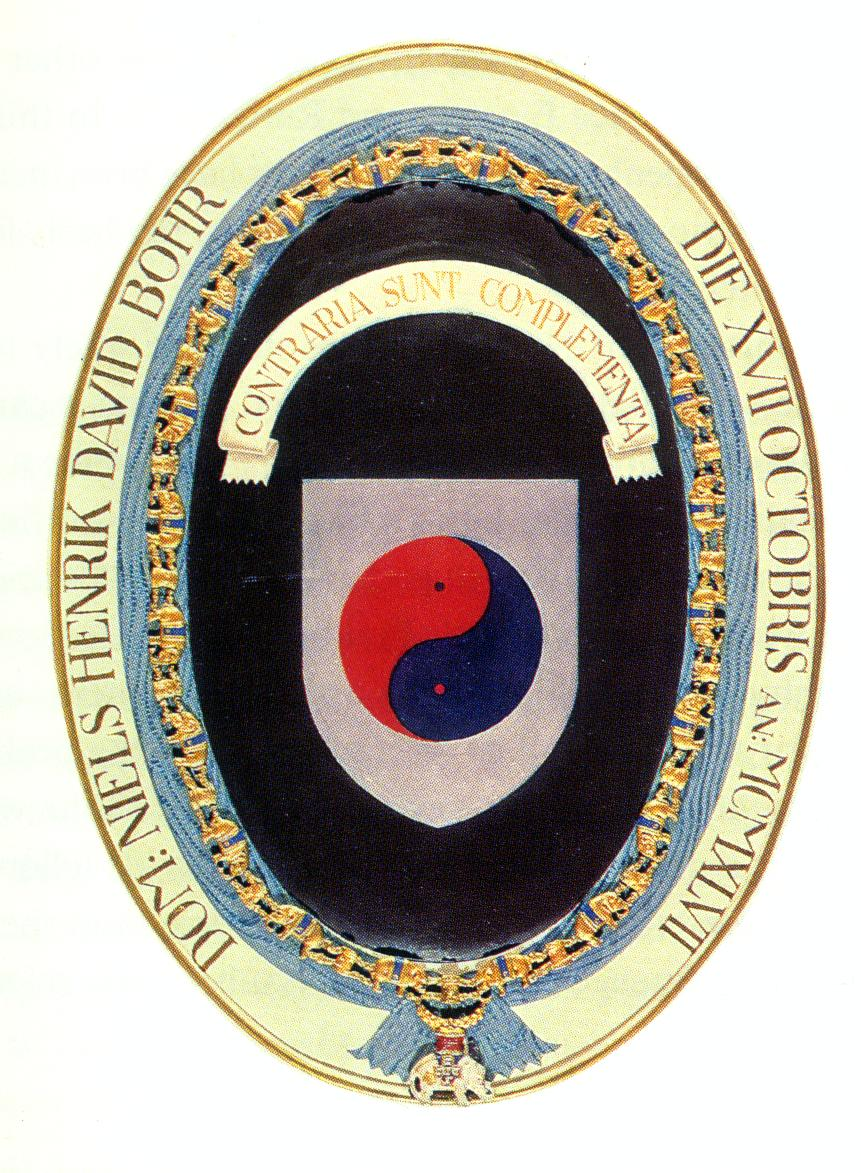 DOM: NIELS HENRIK DAVID BOHR
DIE XVII OCTOBRIS AN: MCMXLVII
CONTRARIA SUNT COMPLEMENTA